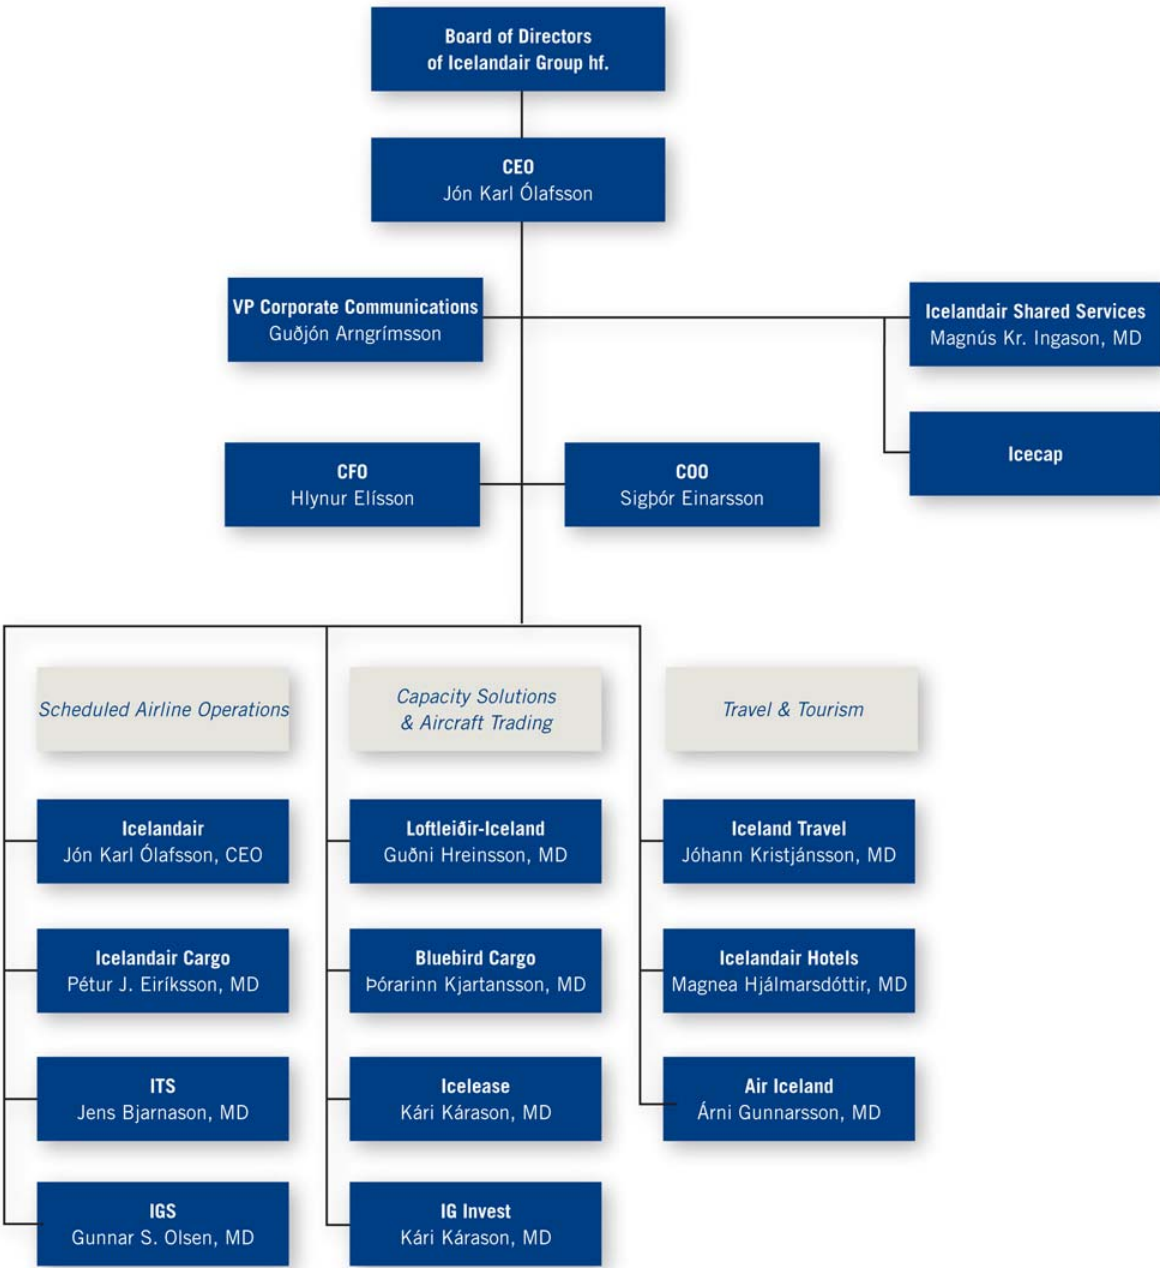 Board of Directors
of Icelandair Group hf.
CEO
Jón Karl Ólafsson
VP Corporate Communications
Guðjón Arngrímsson
Icelandair Shared Services
Magnús Kr. Ingason, MD
Icecap
CFO
Hlynur Elísson
COO
Sigþór Einarsson
Scheduled Airline Operations
Capacity Solutions
& Aircraft Trading
Travel & Tourism
Icelandair
Jón Karl Ólafsson, CEO
Loftleiðir-Iceland
Guðni Hreinsson, MD
Iceland Travel
Jóhann Kristjánsson, MD
Icelandair Cargo
Pétur J. Eiríksson, MD
Bluebird Cargo
Þórarinn Kjartansson, MD
Icelandair Hotels
Magnea Hjálmarsdóttir, MD
ITS
Jens Bjarnason, MD
Icelease
Kári Kárason, MD
Air Iceland
Árni Gunnarsson, MD
IGS
Gunnar S. Olsen, MD
IG Invest
Kári Kárason, MD